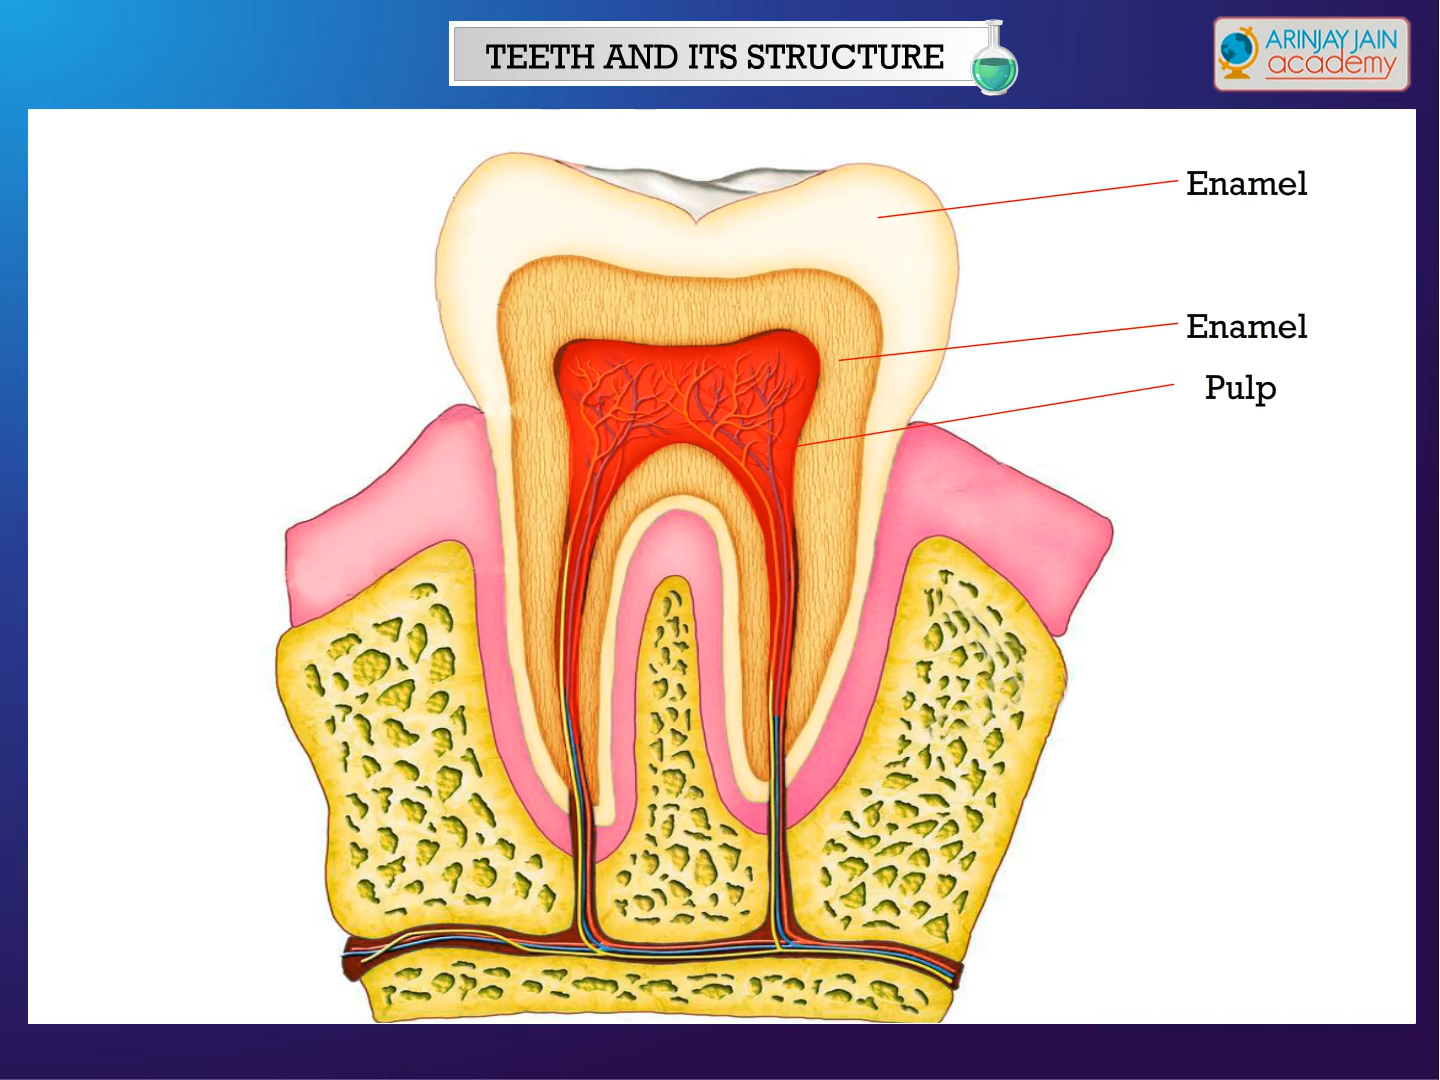 TEETH AND ITS STRUCTURE
ARINJAY JAIN
academy
Enamel
Enamel
Pulp